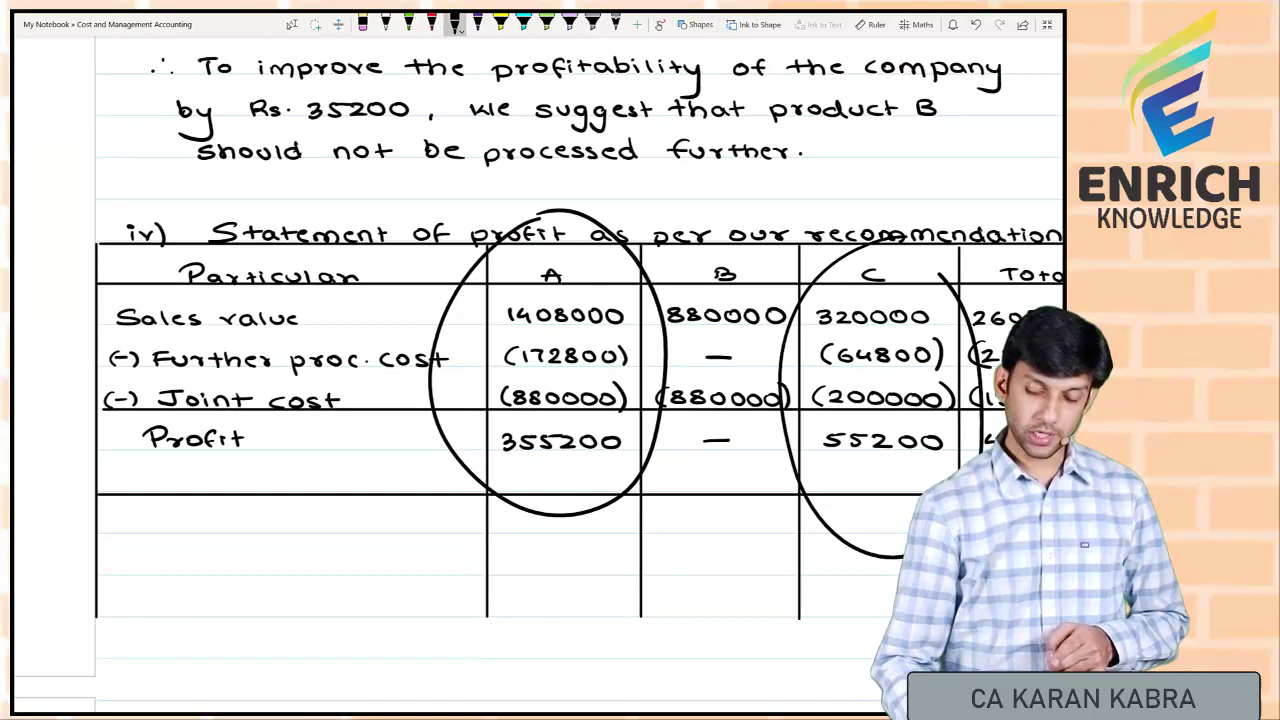 My Notebook » Cost and Management Accounting
Shapes
Ink to Shape
Ink to Text
Ruler
Maths
∴ To improve the profitability of the company
by Rs. 35200, we suggest that product B
should not be processed further.
iv) Statement of profit as per our recommendation
Particular A B C
Sales value 1408000 880000 320000
(-) Further proc. cost (172800) — (64800)
(-) Joint cost (880000) (880000) (200000)
Profit 355200 — 55200
ENRICH
KNOWLEDGE
CA KARAN KABRA